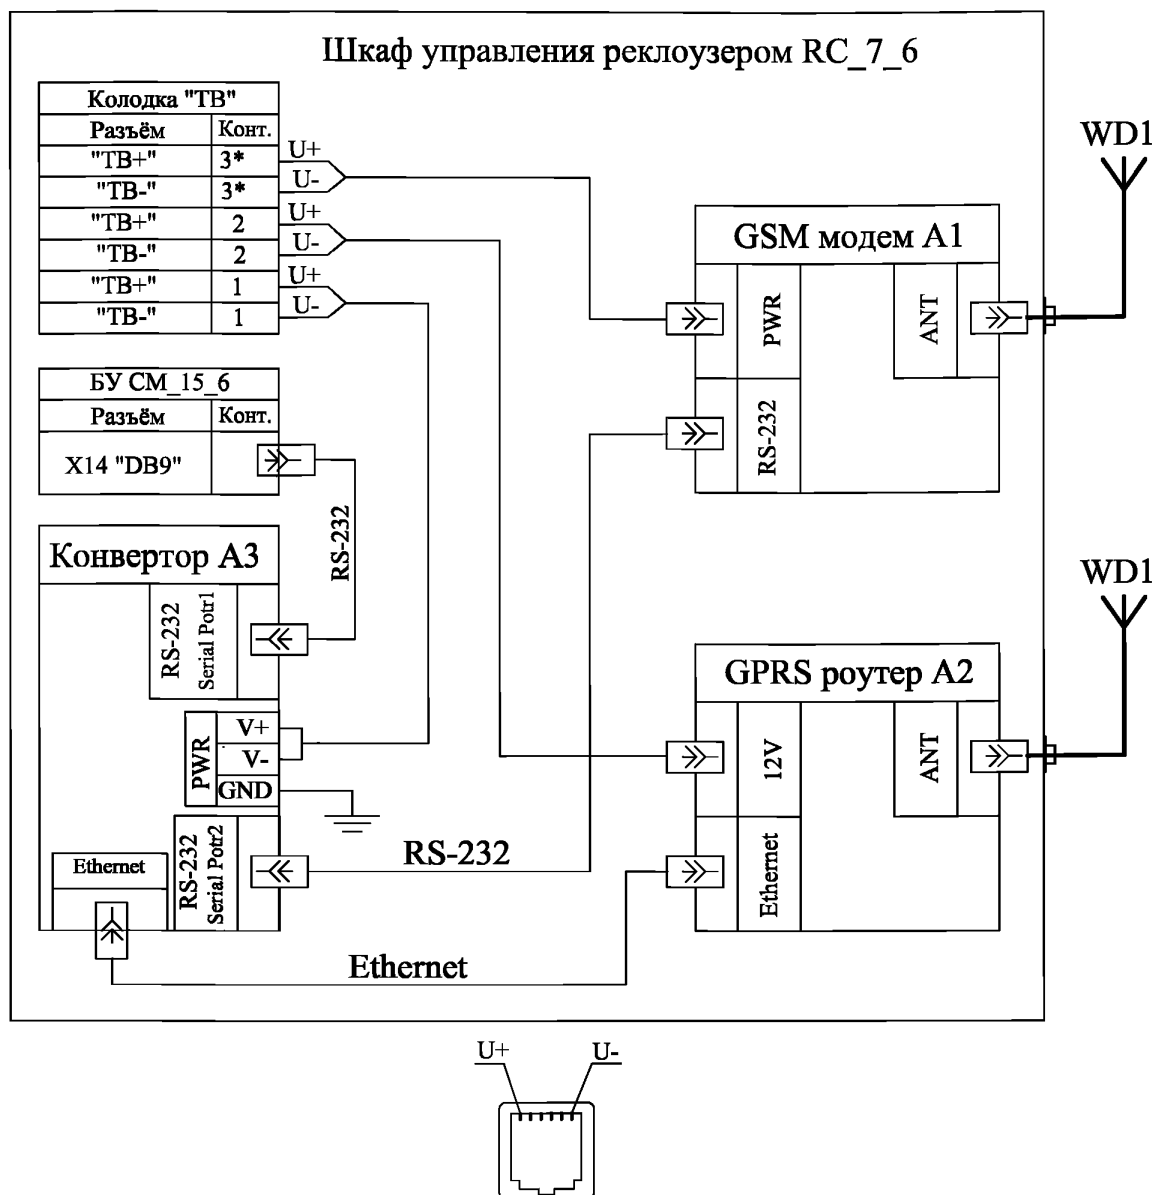 Шкаф управления реклоузером RC_7_6
Колодка "ТВ"
Разъём Конт.
"ТВ+" 3*
"ТВ-" 3*
"ТВ+" 2
"ТВ-" 2
"ТВ+" 1
"ТВ-" 1
U+
U-
U+
U-
U+
U-
WD1
GSM модем А1
PWR
ANT
RS-232
БУ СМ_15_6
Разъём Конт.
X14 "DB9"
RS-232
Конвертор А3
RS-232
Serial Potr1
PWR
V+
V-
GND
RS-232
Serial Potr2
Ethernet
RS-232
Ethernet
WD1
GPRS роутер А2
12V
ANT
Ethernet
U+ U-